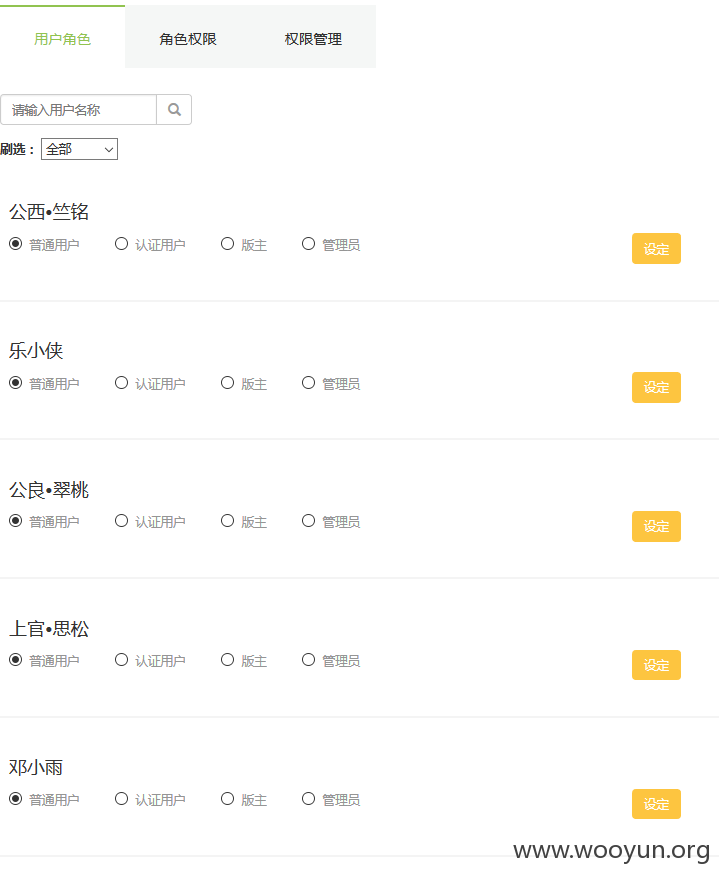 用户角色 角色权限 权限管理
请输入用户名称
刷选： 全部
公西•竺铭
普通用户 认证用户 版主 管理员 设定
乐小侠
普通用户 认证用户 版主 管理员 设定
公良•翠桃
普通用户 认证用户 版主 管理员 设定
上官•思松
普通用户 认证用户 版主 管理员 设定
邓小雨
普通用户 认证用户 版主 管理员 设定
www.wooyun.org